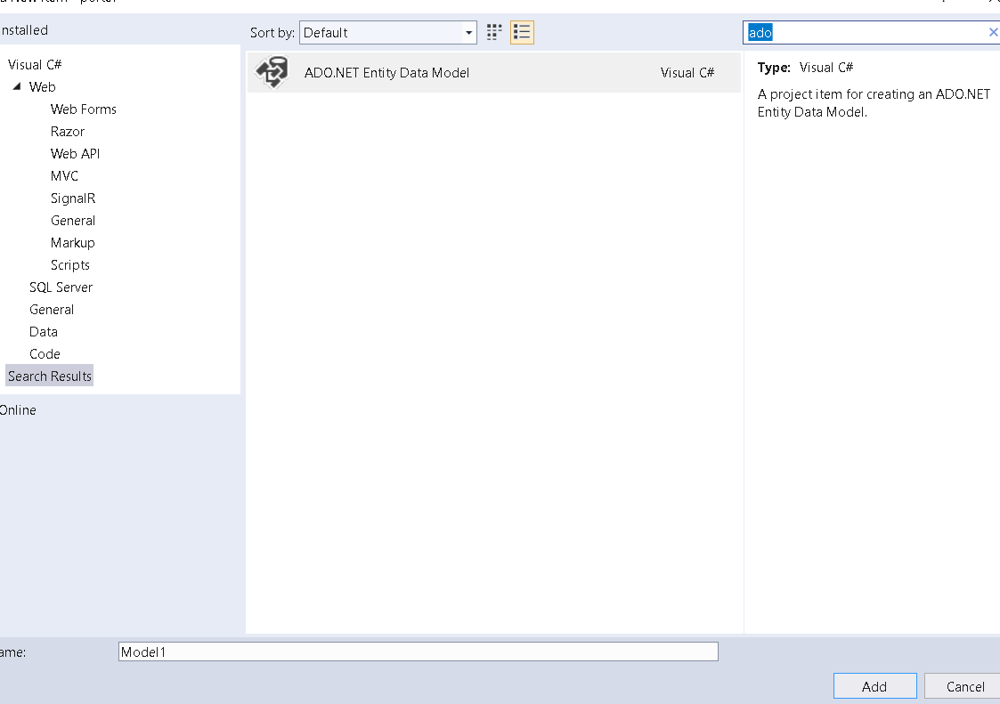 nstalled
Sort by: Default
ado
Visual C#
Web
Web Forms
Razor
Web API
MVC
SignalR
General
Markup
Scripts
SQL Server
General
Data
Code
Search Results
Online
ADO.NET Entity Data Model Visual C#
Type: Visual C#
A project item for creating an ADO.NET
Entity Data Model.
ame: Model1
Add Cancel